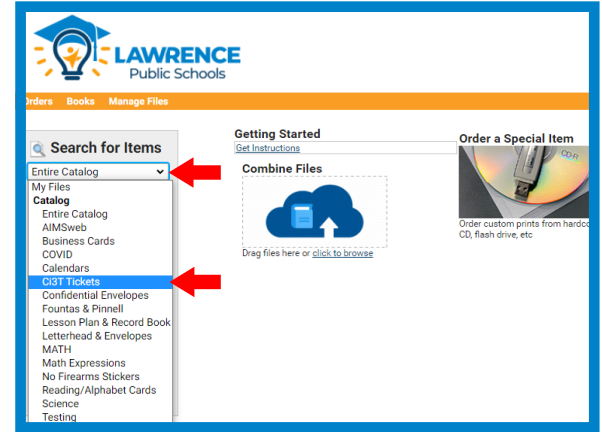 LAWRENCE
Public Schools
Orders Books Manage Files
Search for Items
Entire Catalog
My Files
Catalog
Entire Catalog
AIMSweb
Business Cards
COVID
Calendars
Ci3T Tickets
Confidential Envelopes
Fountas & Pinnell
Lesson Plan & Record Book
Letterhead & Envelopes
MATH
Math Expressions
No Firearms Stickers
Reading/Alphabet Cards
Science
Testing
Getting Started
Get Instructions
Combine Files
Drag files here or click to browse
Order a Special Item
CD-R
Order custom prints from hardco
CD, flash drive, etc